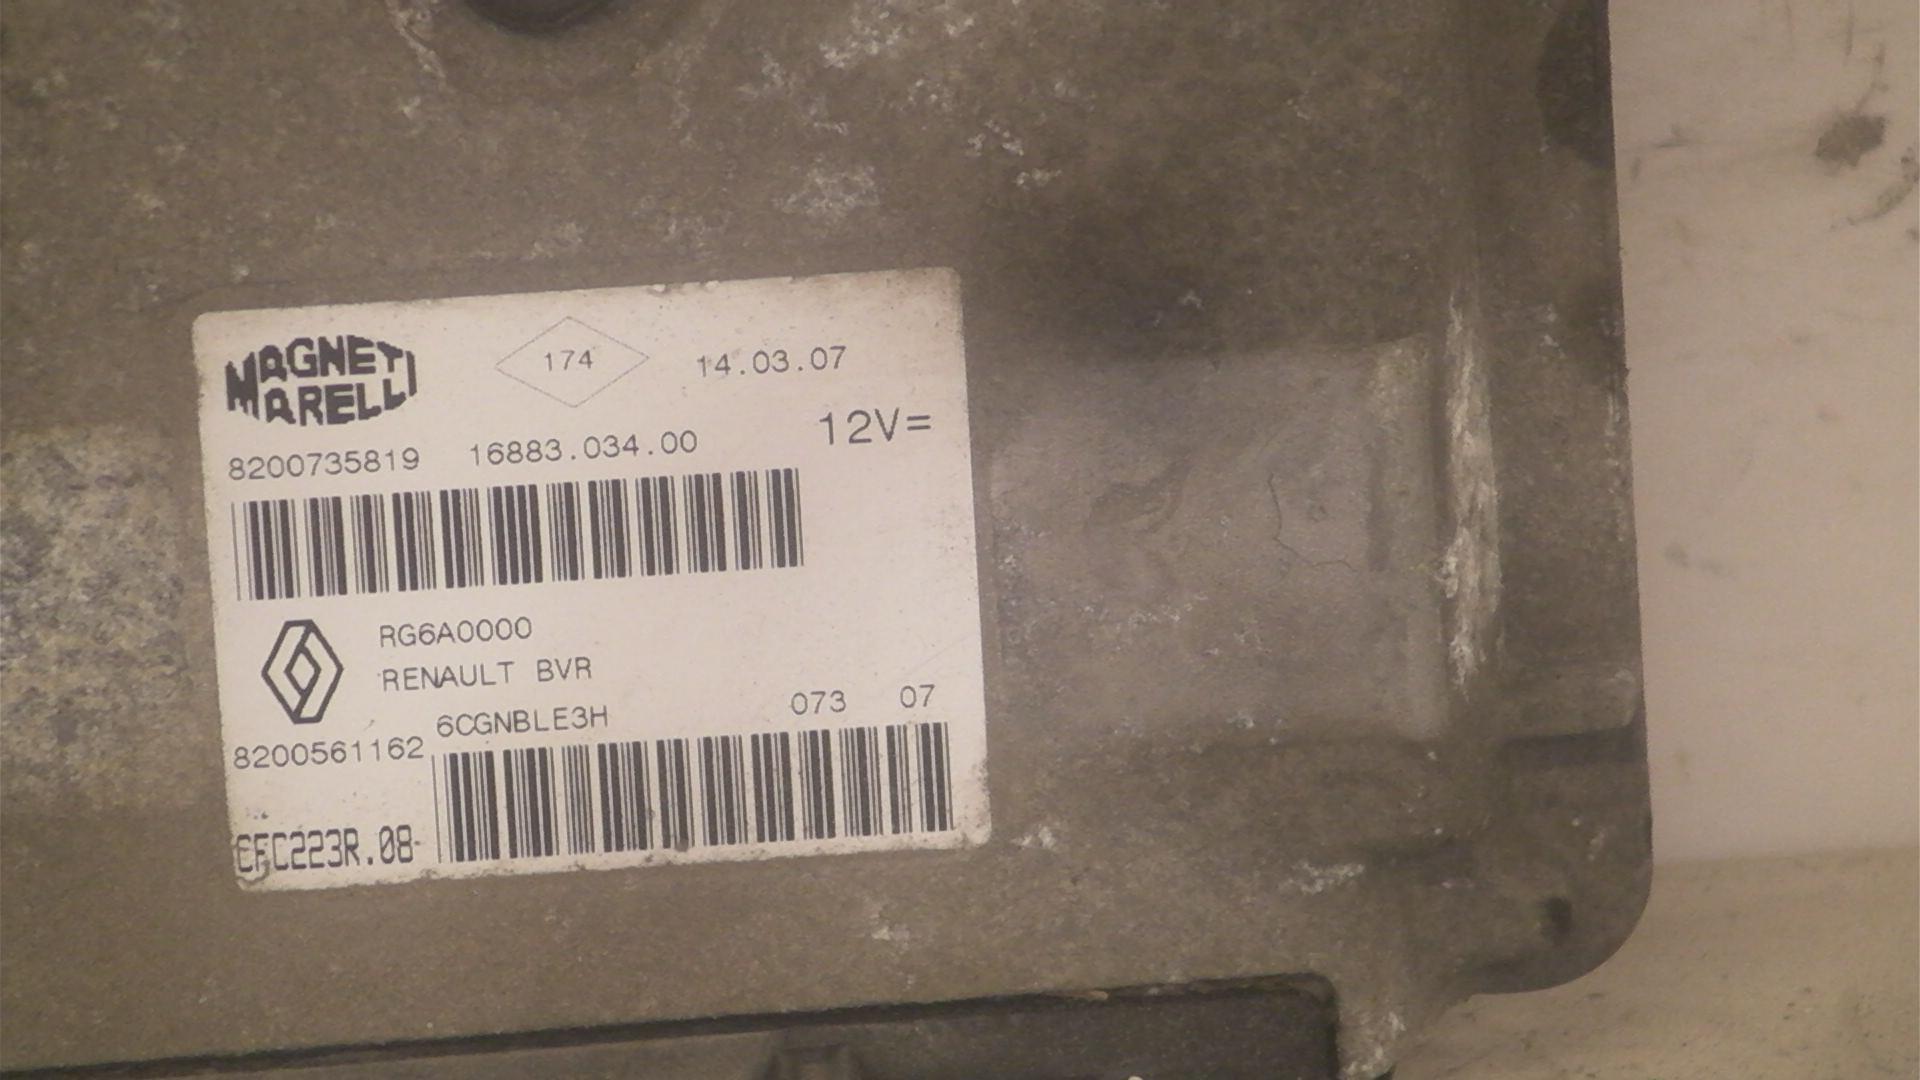 MAGNETI MARELLI 174 14.03.07
12V=
8200735819 16883.034.00
RG6A0000
RENAULT BVR
6CGNBLE3H 073 07
8200561162
CFC223R.08-